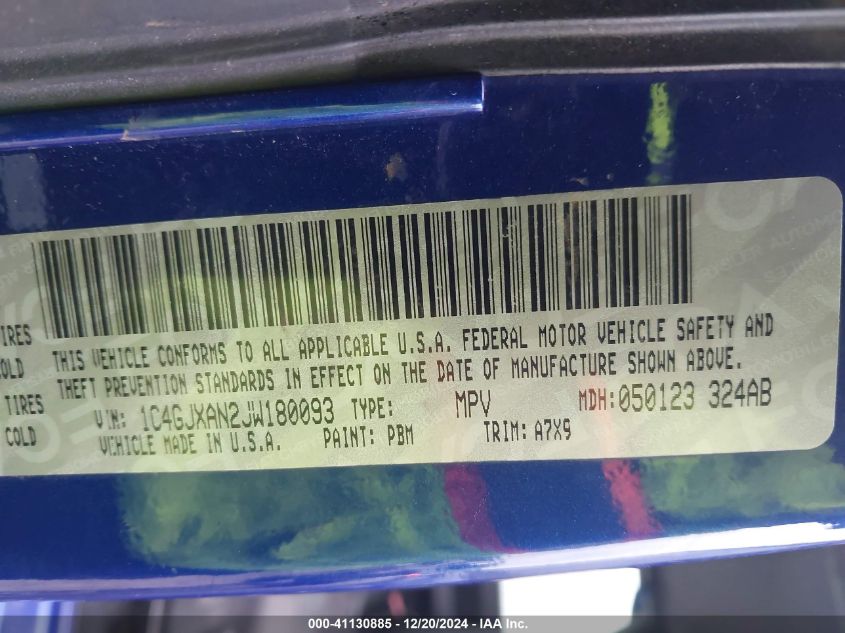 THIS VEHICLE CONFORMS TO ALL APPLICABLE U.S.A. FEDERAL MOTOR VEHICLE SAFETY AND
THEFT PREVENTION STANDARDS IN EFFECT ON THE DATE OF MANUFACTURE SHOWN ABOVE.
VIN: 1C4GJXAN2JW180093 TYPE: MPV MDH:050123 324AB
VEHICLE MADE IN U.S.A. PAINT: PBM TRIM: A7X9
IRES
OLD
TIRES
COLD
000-41130885 - 12/20/2024 - IAAI Inc.